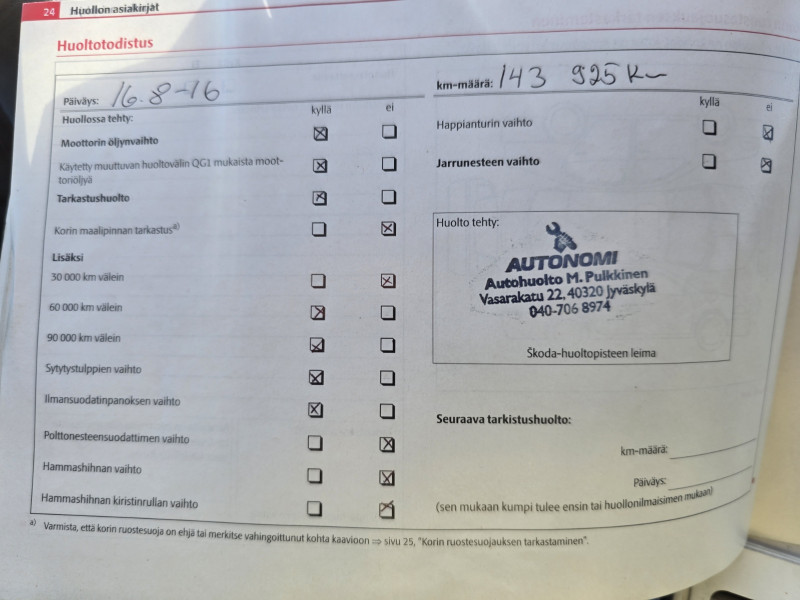 24 Huollon asiakirjat
Huoltotodistus
Päiväys: 16.8-16
Huollossa tehty: kyllä ei
Moottorin öljynvaihto
Käytetty muuttuvan huoltovälin QG1 mukaista moot-
toriöljyä
Tarkastushuolto
Korin maalipinnan tarkastus a)
Lisäksi
30 000 km välein
60 000 km välein
90 000 km välein
Sytytystulppien vaihto
Ilmansuodatinpanoksen vaihto
Polttonesteensuodattimen vaihto
Hammashihnan vaihto
Hammashihnan kiristinrullan vaihto
km-määrä: 143 925 km
kyllä ei
Happianturin vaihto
Jarrunesteen vaihto
Huolto tehty:
AUTONOMI
Autohuolto M. Pulkkinen
Vasarakatu 22, 40320 Jyväskylä
040-706 8974
Škoda-huoltopisteen leima
Seuraava tarkistushuolto:
km-määrä:
Päiväys:
(sen mukaan kumpi tulee ensin tai huollonilmaisimen mukaan)
a) Varmista, että korin ruostesuoja on ehjä tai merkitse vahingoittunut kohta kaavioon ⇒ sivu 25, "Korin ruostesuojauksen tarkastaminen".